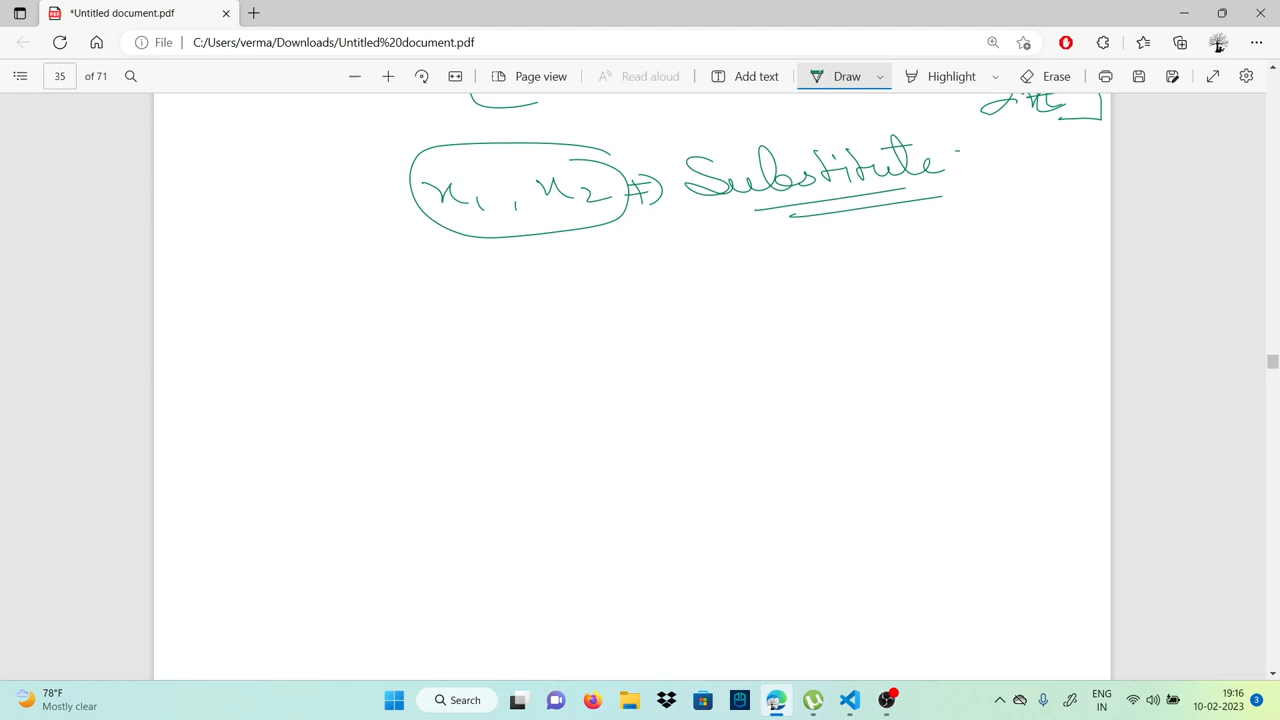 *Untitled document.pdf
File C:/Users/verma/Downloads/Untitled%20document.pdf
35 of 71 Page view Read aloud Add text Draw Highlight Erase
x1 , x2 => Substitute
78°F
Mostly clear
Search
ENG
IN
19:16
10-02-2023
3